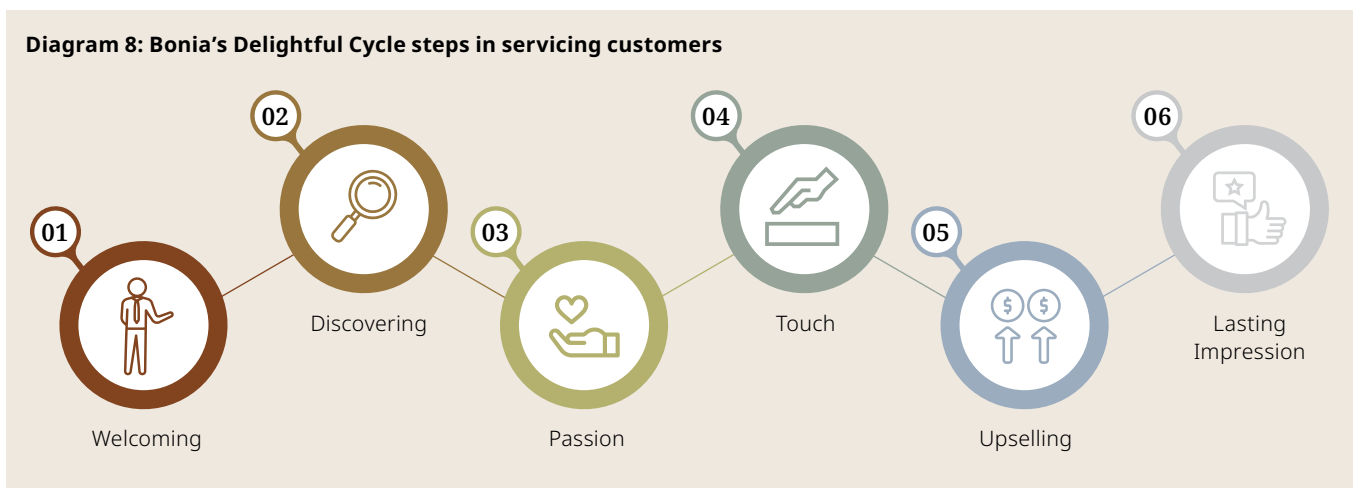 Diagram 8: Bonia’s Delightful Cycle steps in servicing customers
01
Welcoming
02
Discovering
03
Passion
04
Touch
05
$ $
Upselling
06
Lasting
Impression